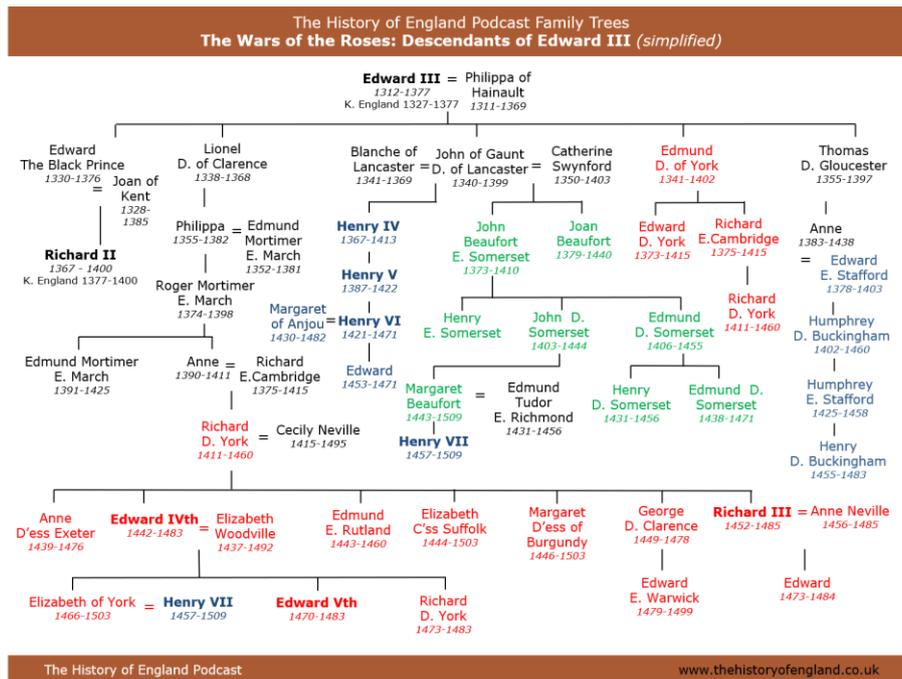 The History of England Podcast Family Trees
The Wars of the Roses: Descendants of Edward III (simplified)
Edward III = Philippa of
Hainault
1312-1377
K. England 1327-1377
1311-1369
Edward
The Black Prince
1330-1376
= Joan of
Kent
1328-
1385
Lionel
D. of Clarence
1338-1368
Blanche of
Lancaster
1341-1369
= John of Gaunt
D. of Lancaster
1340-1399
= Catherine
Swynford
1350-1403
Edmund
D. of York
1341-1402
Thomas
D. Gloucester
1355-1397
Richard II
1367 - 1400
K. England 1377-1400
Philippa
1355-1382
= Edmund
Mortimer
E. March
1352-1381
Henry IV
1367-1413
John
Beaufort
E. Somerset
1373-1410
Joan
Beaufort
1379-1440
Edward
D. York
1373-1415
Richard
E.Cambridge
1375-1415
Anne
1383-1438
=
Edward
E. Stafford
1378-1403
Henry V
1387-1422
Roger Mortimer
E. March
1374-1398
Margaret
of Anjou
1430-1482
= Henry VI
1421-1471
Henry
E. Somerset
John D.
Somerset
1403-1444
Edmund
D. Somerset
1406-1455
Richard
D. York
1411-1460
Humphrey
D. Buckingham
1402-1460
Edmund Mortimer
E. March
1391-1425
Anne
1390-1411
= Richard
E.Cambridge
1375-1415
Edward
1453-1471
Margaret
Beaufort
1443-1509
= Edmund
Tudor
E. Richmond
1431-1456
Henry
D. Somerset
1431-1456
Edmund D.
Somerset
1438-1471
Humphrey
E. Stafford
1425-1458
Richard
D. York
1411-1460
= Cecily Neville
1415-1495
Henry VII
1457-1509
Henry
D. Buckingham
1455-1483
Anne
D'ess Exeter
1439-1476
Edward IVth
1442-1483
= Elizabeth
Woodville
1437-1492
Edmund
E. Rutland
1443-1460
Elizabeth
C'ss Suffolk
1444-1503
Margaret
D'ess of
Burgundy
1446-1503
George
D. Clarence
1449-1478
Richard III
1452-1485
= Anne Neville
1456-1485
Elizabeth of York
1466-1503
= Henry VII
1457-1509
Edward Vth
1470-1483
Richard
D. York
1473-1483
Edward
E. Warwick
1479-1499
Edward
1473-1484
The History of England Podcast
www.thehistoryofengland.co.uk